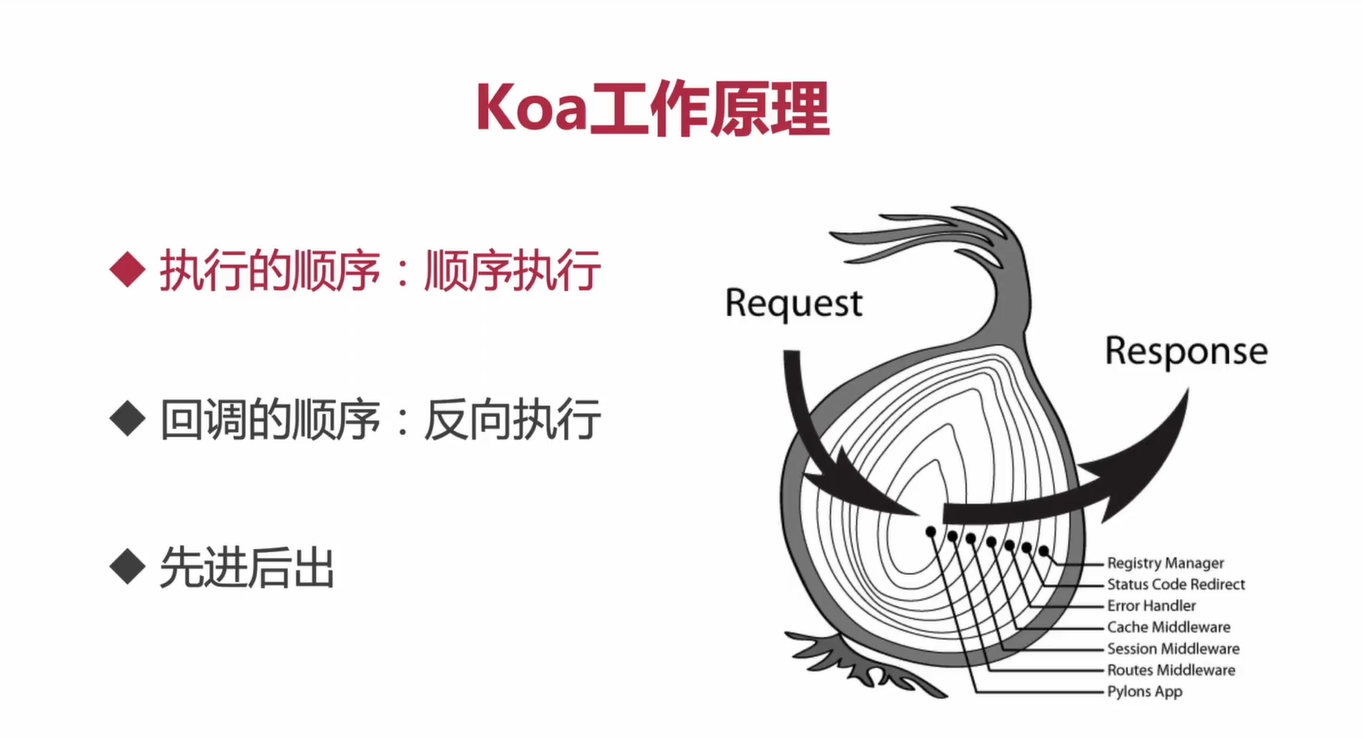 Koa工作原理
◆ 执行的顺序：顺序执行
◆ 回调的顺序：反向执行
◆ 先进后出
Request
Response
Registry Manager
Status Code Redirect
Error Handler
Cache Middleware
Session Middleware
Routes Middleware
Pylons App